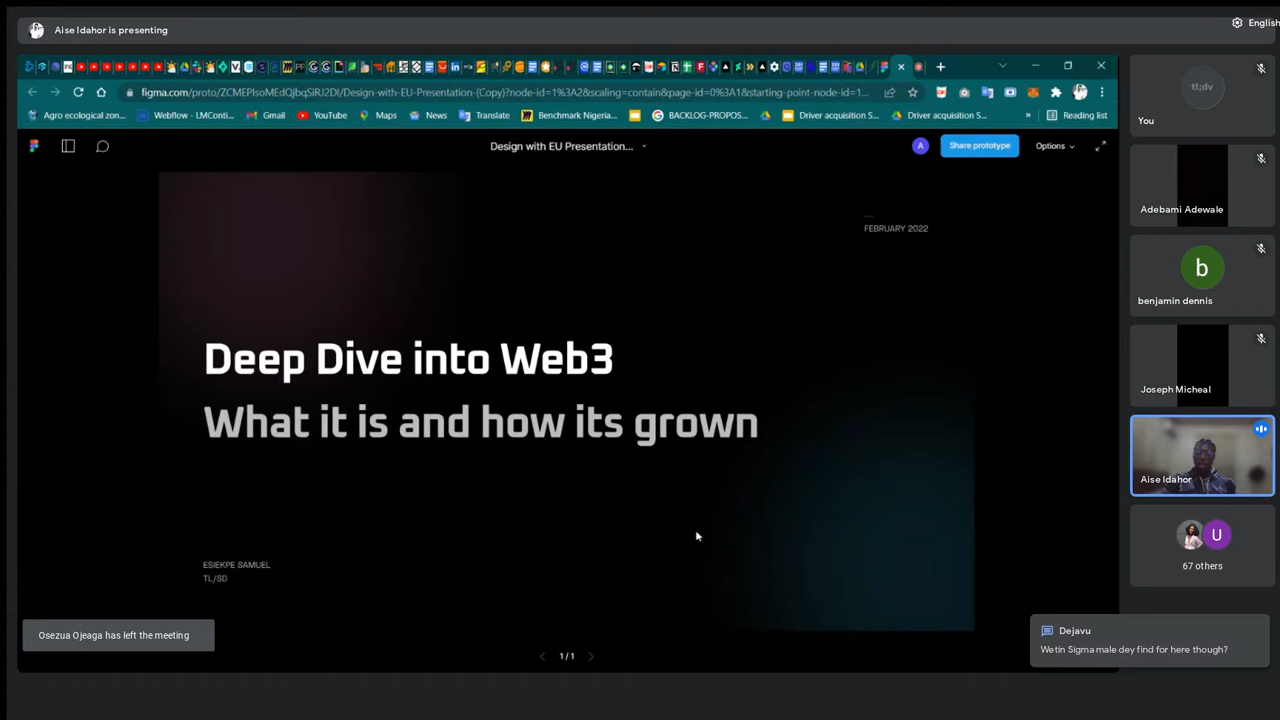 Aise Idahor is presenting
English
figma.com/proto/ZCMEPIsoMEdQjbqSiRJ2DI/Design-with-EU-Presentation-(Copy)?node-id=1%3A2&scaling=contain&page-id=0%3A1&starting-point-node-id=1...
Agro ecological zon...
Webflow - LMConti...
Gmail
YouTube
Maps
News
Translate
Benchmark Nigeria...
BACKLOG-PROPOS...
Driver acquisition S...
Driver acquisition S...
Reading list
Design with EU Presentation...
A
Share prototype
Options
FEBRUARY 2022
Deep Dive into Web3
What it is and how its grown
ESIEKPE SAMUEL
TL/SD
1 / 1
Osezua Ojeaga has left the meeting
tl;dv
You
Adebami Adewale
b
benjamin dennis
Joseph Micheal
Aise Idahor
U
67 others
Dejavu
Wetin Sigma male dey find for here though?